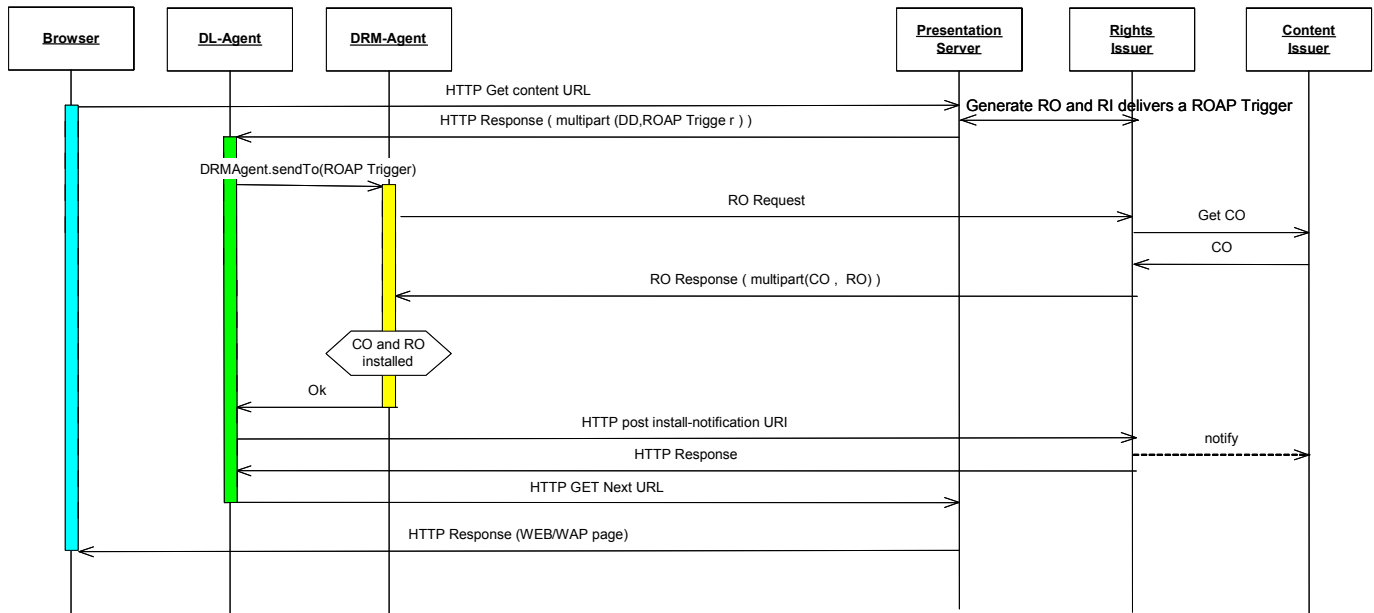 Browser
DL-Agent
DRM-Agent
Presentation
Server
Rights
Issuer
Content
Issuer
HTTP Get content URL
Generate RO and RI delivers a ROAP Trigger
HTTP Response ( multipart (DD,ROAP Trigge r ) )
DRMAgent.sendTo(ROAP Trigger)
RO Request
Get CO
CO
RO Response ( multipart(CO , RO) )
CO and RO
installed
Ok
HTTP post install-notification URI
notify
HTTP Response
HTTP GET Next URL
HTTP Response (WEB/WAP page)